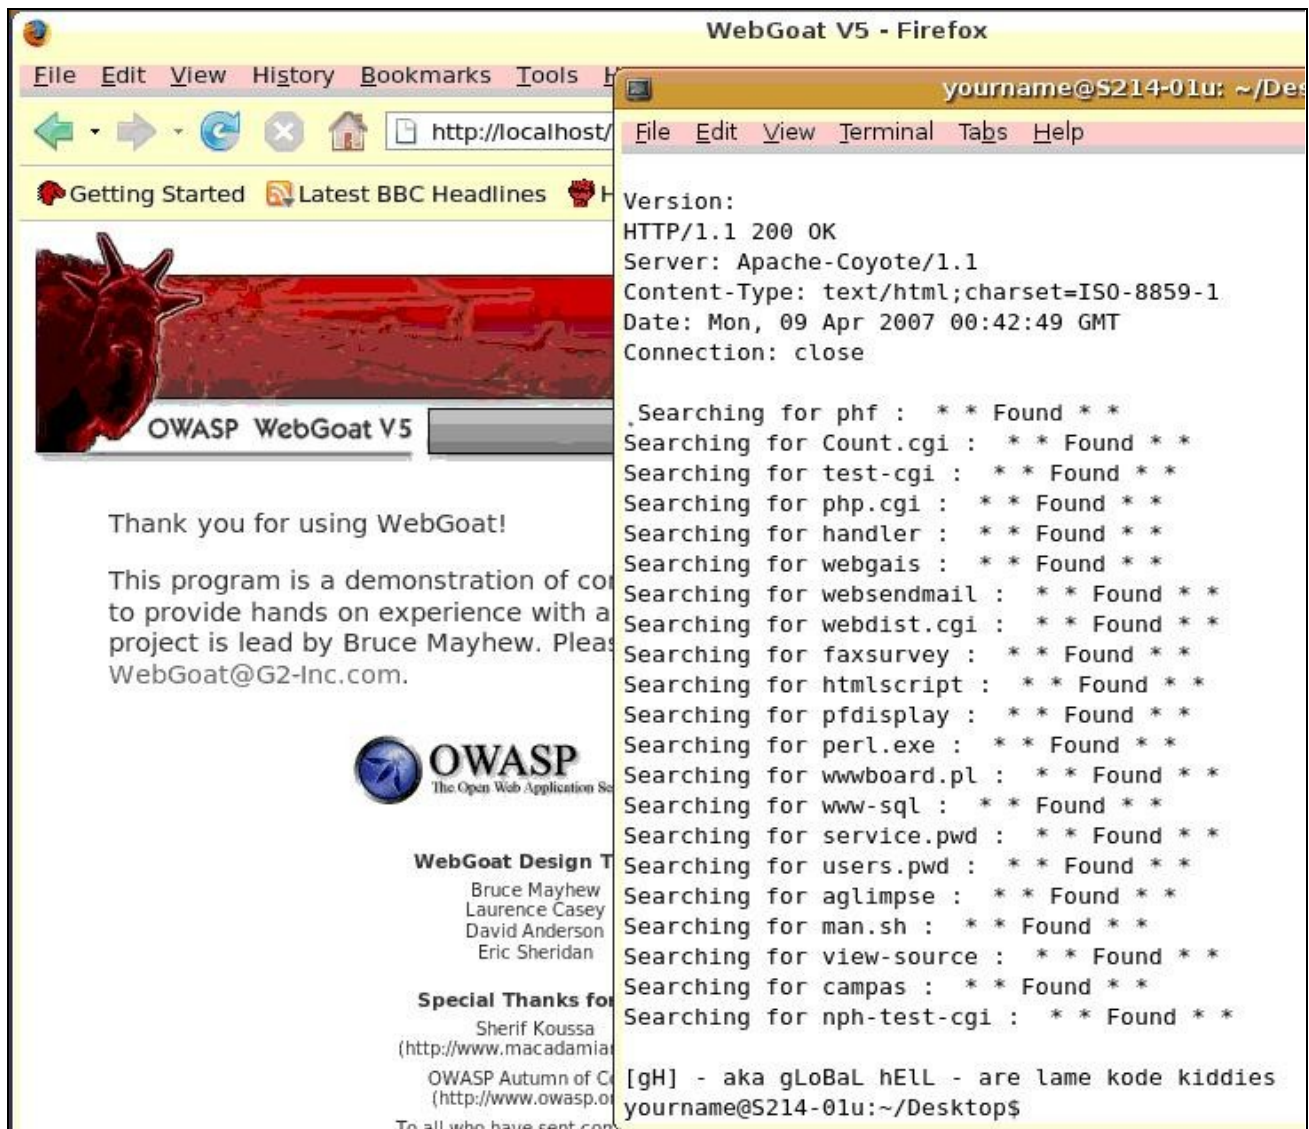 WebGoat V5 - Firefox
File Edit View History Bookmarks Tools
http://localhost/
Getting Started Latest BBC Headlines
OWASP WebGoat V5
Thank you for using WebGoat!
This program is a demonstration of
to provide hands on experience with a
project is lead by Bruce Mayhew.
WebGoat@G2-Inc.com.
OWASP
The Open Web Application
WebGoat Design
Bruce Mayhew
Laurence Casey
David Anderson
Eric Sheridan
Special Thanks for
Sherif Koussa
(http://www.macadamia
OWASP Autumn of
(http://www.owasp.o
To all who have sent
yourname@S214-01u: ~/Des
File Edit View Terminal Tabs Help
Version:
HTTP/1.1 200 OK
Server: Apache-Coyote/1.1
Content-Type: text/html;charset=ISO-8859-1
Date: Mon, 09 Apr 2007 00:42:49 GMT
Connection: close
Searching for phf : * * Found * *
Searching for Count.cgi : * * Found * *
Searching for test-cgi : * * Found * *
Searching for php.cgi : * * Found * *
Searching for handler : * * Found * *
Searching for webgais : * * Found * *
Searching for websendmail : * * Found * *
Searching for webdist.cgi : * * Found * *
Searching for faxsurvey : * * Found * *
Searching for htmlscript : * * Found * *
Searching for pfdisplay : * * Found * *
Searching for perl.exe : * * Found * *
Searching for wwwboard.pl : * * Found * *
Searching for www-sql : * * Found * *
Searching for service.pwd : * * Found * *
Searching for users.pwd : * * Found * *
Searching for aglimpse : * * Found * *
Searching for man.sh : * * Found * *
Searching for view-source : * * Found * *
Searching for campas : * * Found * *
Searching for nph-test-cgi : * * Found * *
[gH] - aka gLoBaL hElL - are lame kode kiddies
yourname@S214-01u:~/Desktop$